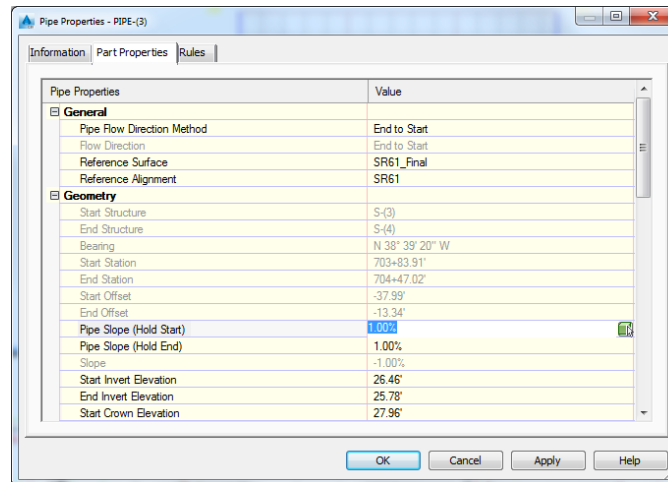 Pipe Properties - PIPE-(3)
Information Part Properties Rules
Pipe Properties Value
General
Pipe Flow Direction Method End to Start
Flow Direction End to Start
Reference Surface SR61_Final
Reference Alignment SR61
Geometry
Start Structure S-(3)
End Structure S-(4)
Bearing N 38° 39' 20" W
Start Station 703+83.91'
End Station 704+47.02'
Start Offset -37.99'
End Offset -13.34'
Pipe Slope (Hold Start) 1.00%
Pipe Slope (Hold End) 1.00%
Slope -1.00%
Start Invert Elevation 26.46'
End Invert Elevation 25.78'
Start Crown Elevation 27.96'
OK Cancel Apply Help